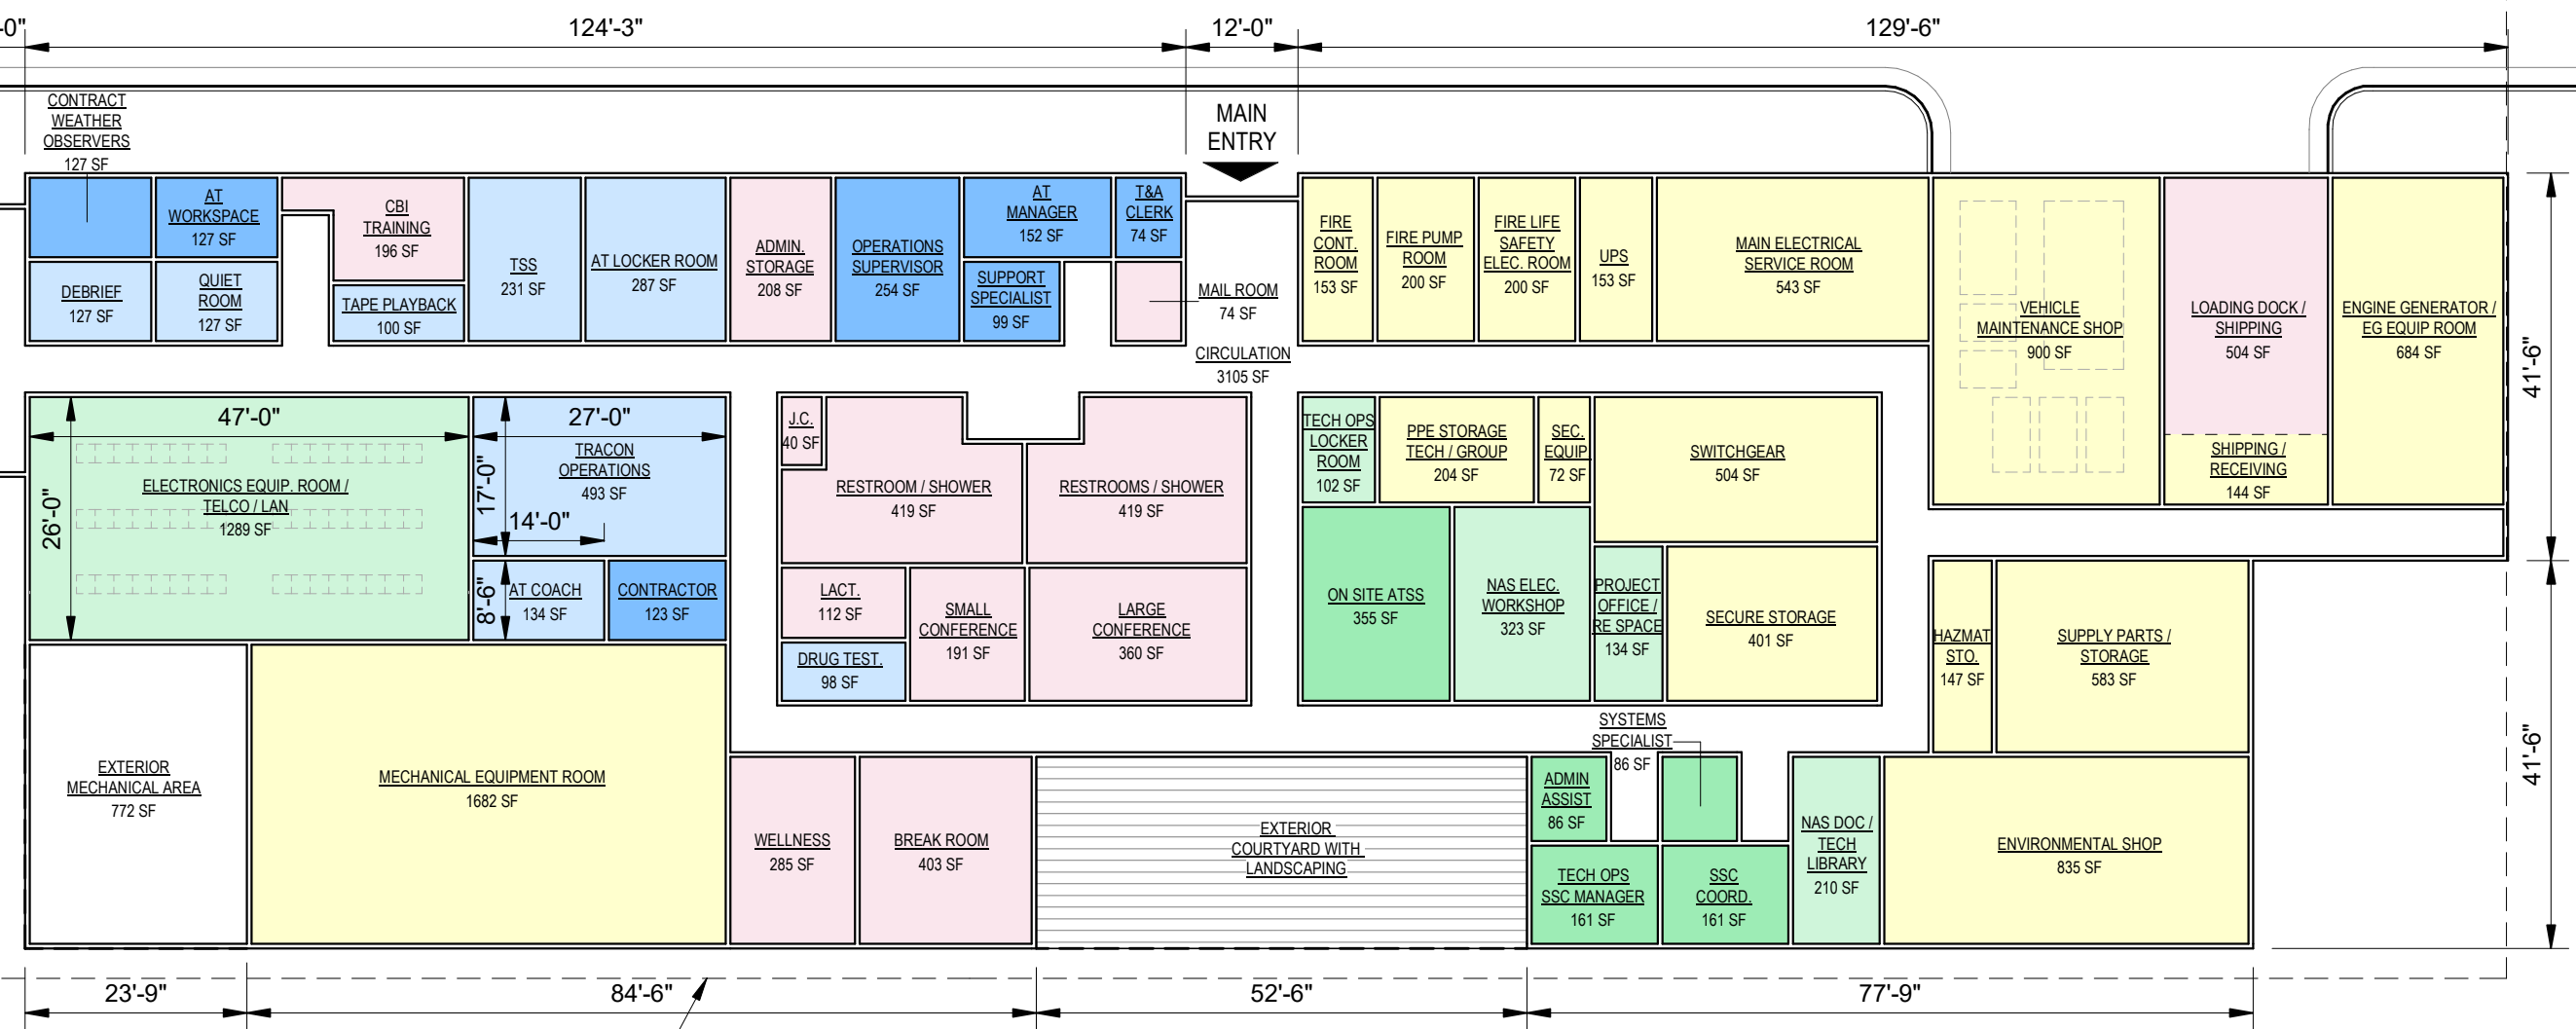 -0"
124'-3"
12'-0"
129'-6"
CONTRACT
WEATHER
OBSERVERS
127 SF
MAIN
ENTRY
AT
WORKSPACE
127 SF
CBI
TRAINING
196 SF
TSS
231 SF
AT LOCKER ROOM
287 SF
ADMIN.
STORAGE
208 SF
OPERATIONS
SUPERVISOR
254 SF
AT
MANAGER
152 SF
T&A
CLERK
74 SF
FIRE
CONT.
ROOM
153 SF
FIRE PUMP
ROOM
200 SF
FIRE LIFE
SAFETY
ELEC. ROOM
200 SF
UPS
153 SF
MAIN ELECTRICAL
SERVICE ROOM
543 SF
VEHICLE
MAINTENANCE SHOP
900 SF
LOADING DOCK /
SHIPPING
504 SF
ENGINE GENERATOR /
EG EQUIP ROOM
684 SF
41'-6"
DEBRIEF
127 SF
QUIET
ROOM
127 SF
TAPE PLAYBACK
100 SF
SUPPORT
SPECIALIST
99 SF
MAIL ROOM
74 SF
CIRCULATION
3105 SF
47'-0"
26'-0"
ELECTRONICS EQUIP. ROOM /
TELCO / LAN
1289 SF
27'-0"
17'-0"
TRACON
OPERATIONS
493 SF
14'-0"
8'-6"
AT COACH
134 SF
CONTRACTOR
123 SF
J.C.
40 SF
RESTROOM / SHOWER
419 SF
RESTROOMS / SHOWER
419 SF
LACT.
112 SF
DRUG TEST.
98 SF
SMALL
CONFERENCE
191 SF
LARGE
CONFERENCE
360 SF
TECH OPS
LOCKER
ROOM
102 SF
PPE STORAGE
TECH / GROUP
204 SF
SEC.
EQUIP.
72 SF
SWITCHGEAR
504 SF
SHIPPING /
RECEIVING
144 SF
ON SITE ATSS
355 SF
NAS ELEC.
WORKSHOP
323 SF
PROJECT
OFFICE /
RE SPACE
134 SF
SECURE STORAGE
401 SF
HAZMAT
STO.
147 SF
SUPPLY PARTS /
STORAGE
583 SF
41'-6"
EXTERIOR
MECHANICAL AREA
772 SF
MECHANICAL EQUIPMENT ROOM
1682 SF
WELLNESS
285 SF
BREAK ROOM
403 SF
EXTERIOR
COURTYARD WITH
LANDSCAPING
SYSTEMS
SPECIALIST
86 SF
ADMIN
ASSIST
86 SF
TECH OPS
SSC MANAGER
161 SF
SSC
COORD.
161 SF
NAS DOC /
TECH
LIBRARY
210 SF
ENVIRONMENTAL SHOP
835 SF
23'-9"
84'-6"
52'-6"
77'-9"